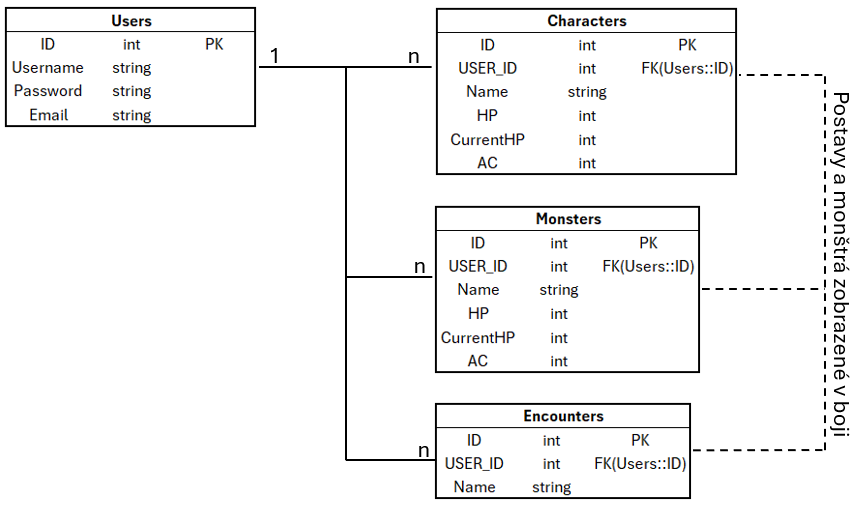 Users
ID int PK
Username string
Password string
Email string
1
n
Characters
ID int PK
USER_ID int FK(Users::ID)
Name string
HP int
CurrentHP int
AC int
n
Monsters
ID int PK
USER_ID int FK(Users::ID)
Name string
HP int
CurrentHP int
AC int
n
Encounters
ID int PK
USER_ID int FK(Users::ID)
Name string
Postavy a monštrá zobrazené v boji